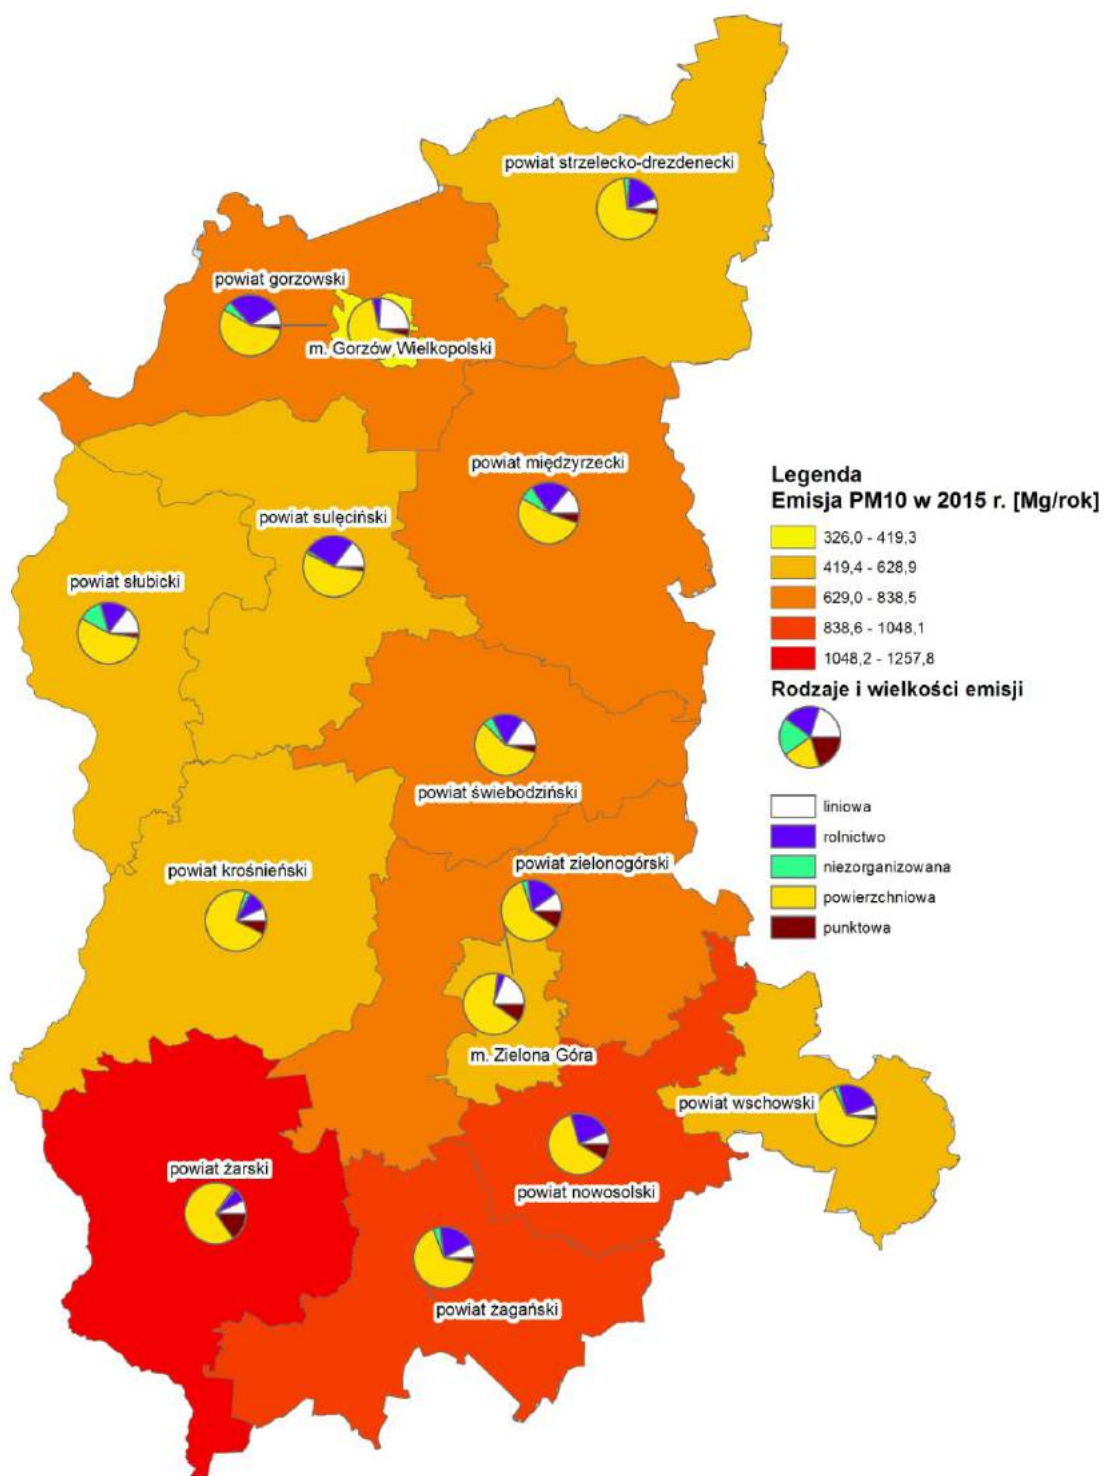 powiat strzelecko-drezdenecki
powiat gorzowski
m. Gorzów Wielkopolski
powiat międzyrzecki
powiat sulęciński
powiat słubicki
powiat świebodziński
powiat krośnieński
powiat zielonogórski
m. Zielona Góra
powiat wschowski
powiat żarski
powiat nowosolski
powiat żagański
Legenda
Emisja PM10 w 2015 r. [Mg/rok]
326,0 - 419,3
419,4 - 628,9
629,0 - 838,5
838,6 - 1048,1
1048,2 - 1257,8
Rodzaje i wielkości emisji
liniowa
rolnictwo
niezorganizowana
powierzchniowa
punktowa